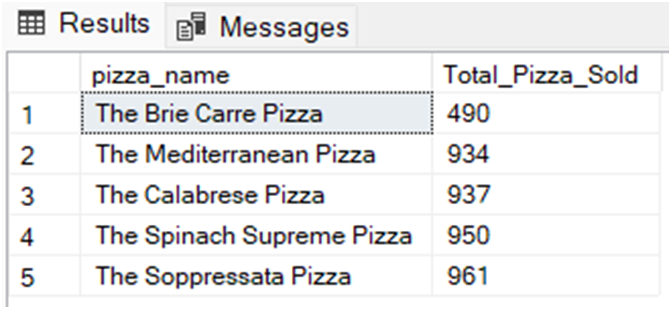 Results Messages
pizza_name Total_Pizza_Sold
1 The Brie Carre Pizza 490
2 The Mediterranean Pizza 934
3 The Calabrese Pizza 937
4 The Spinach Supreme Pizza 950
5 The Soppressata Pizza 961